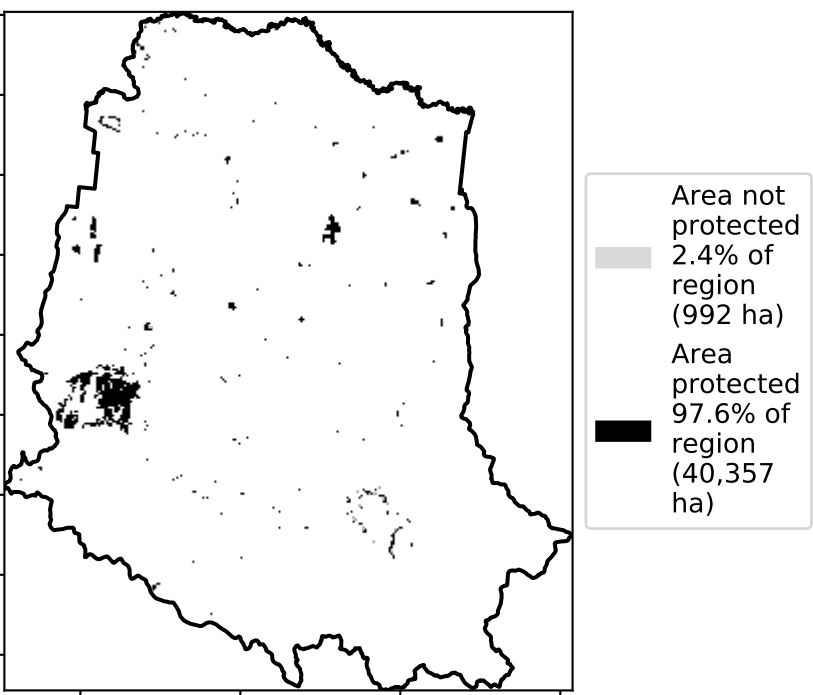 Area not
protected
2.4% of
region
(992 ha)
Area
protected
97.6% of
region
(40,357
ha)